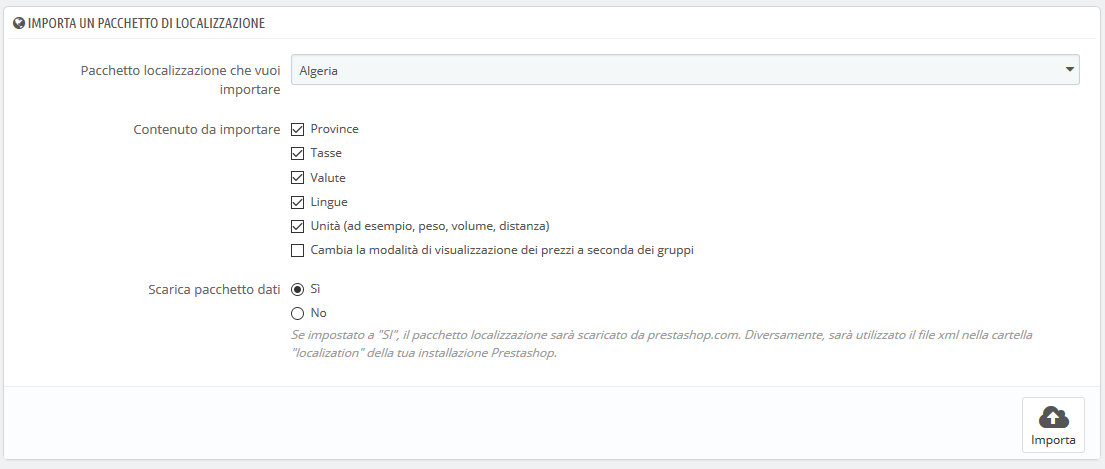 IMPORTA UN PACCHETTO DI LOCALIZZAZIONE
Pacchetto localizzazione che vuoi
importare
Algeria
Contenuto da importare
Province
Tasse
Valute
Lingue
Unità (ad esempio, peso, volume, distanza)
Cambia la modalità di visualizzazione dei prezzi a seconda dei gruppi
Scarica pacchetto dati
Sì
No
Se impostato a "SI", il pacchetto localizzazione sarà scaricato da prestashop.com. Diversamente, sarà utilizzato il file xml nella cartella
"localization" della tua installazione Prestashop.
Importa